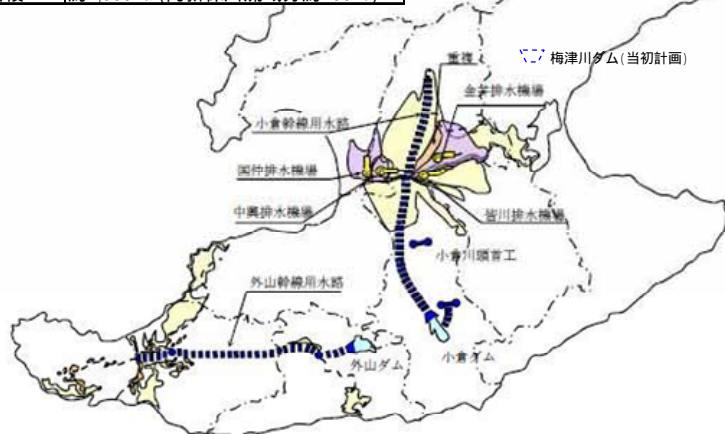 梅津川ダム(当初計画)
重複
金井排水機場
小倉幹線用水路
国仲排水機場
中興排水機場
皆川排水機場
小倉川頭首工
外山幹線用水路
外山ダム
小倉ダム